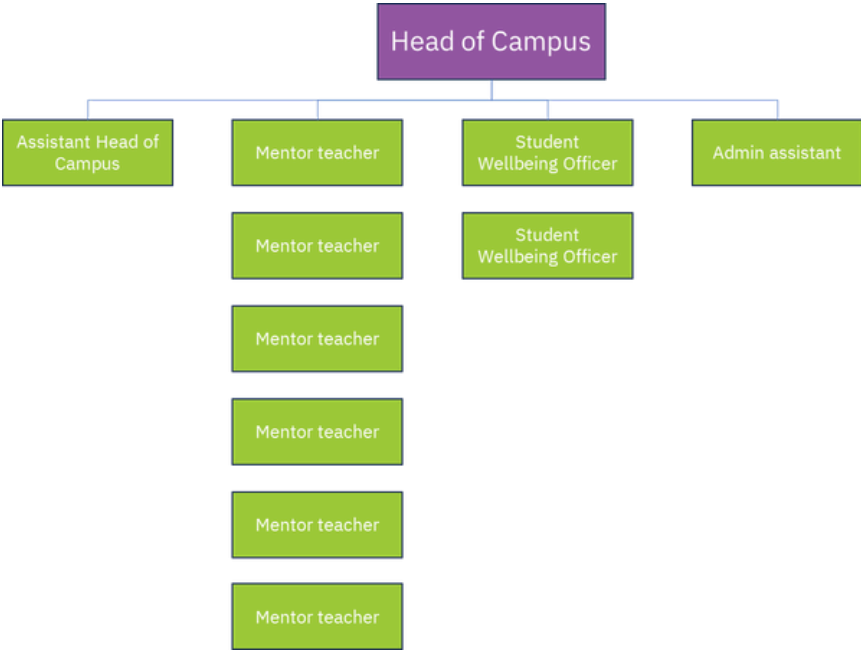 Head of Campus
Assistant Head of
Campus
Mentor teacher
Student
Wellbeing Officer
Admin assistant
Mentor teacher
Student
Wellbeing Officer
Mentor teacher
Mentor teacher
Mentor teacher
Mentor teacher